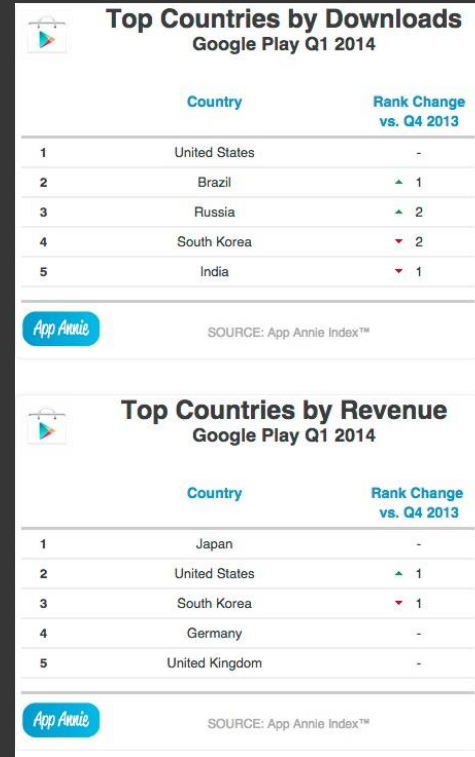 Top Countries by Downloads
Google Play Q1 2014
Country
Rank Change
vs. Q4 2013
1 United States -
2 Brazil ▲ 1
3 Russia ▲ 2
4 South Korea ▼ 2
5 India ▼ 1
App Annie
SOURCE: App Annie Index™
Top Countries by Revenue
Google Play Q1 2014
Country
Rank Change
vs. Q4 2013
1 Japan -
2 United States ▲ 1
3 South Korea ▼ 1
4 Germany -
5 United Kingdom -
App Annie
SOURCE: App Annie Index™